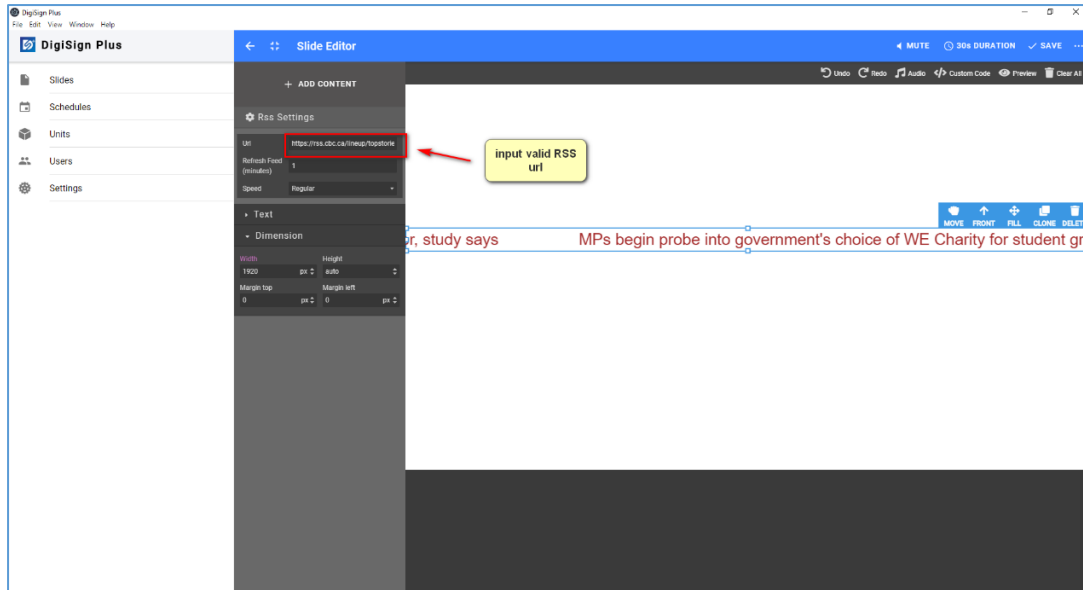 DigiSign Plus
File Edit View Window Help
DigiSign Plus
Slide Editor
MUTE
30s DURATION
SAVE
Slides
Schedules
Units
Users
Settings
+ ADD CONTENT
Undo
Redo
Audio
</> Custom Code
Preview
Clear All
Rss Settings
Url https://rss.cbc.ca/lineup/topstorie
Refresh Feed
(minutes) 1
Speed Regular
input valid RSS
url
Text
Dimension
MOVE FRONT FILL CLONE DELET
or, study says MPs begin probe into government's choice of WE Charity for student gr
Width Height
1920 px auto
Margin top Margin left
0 px 0 px